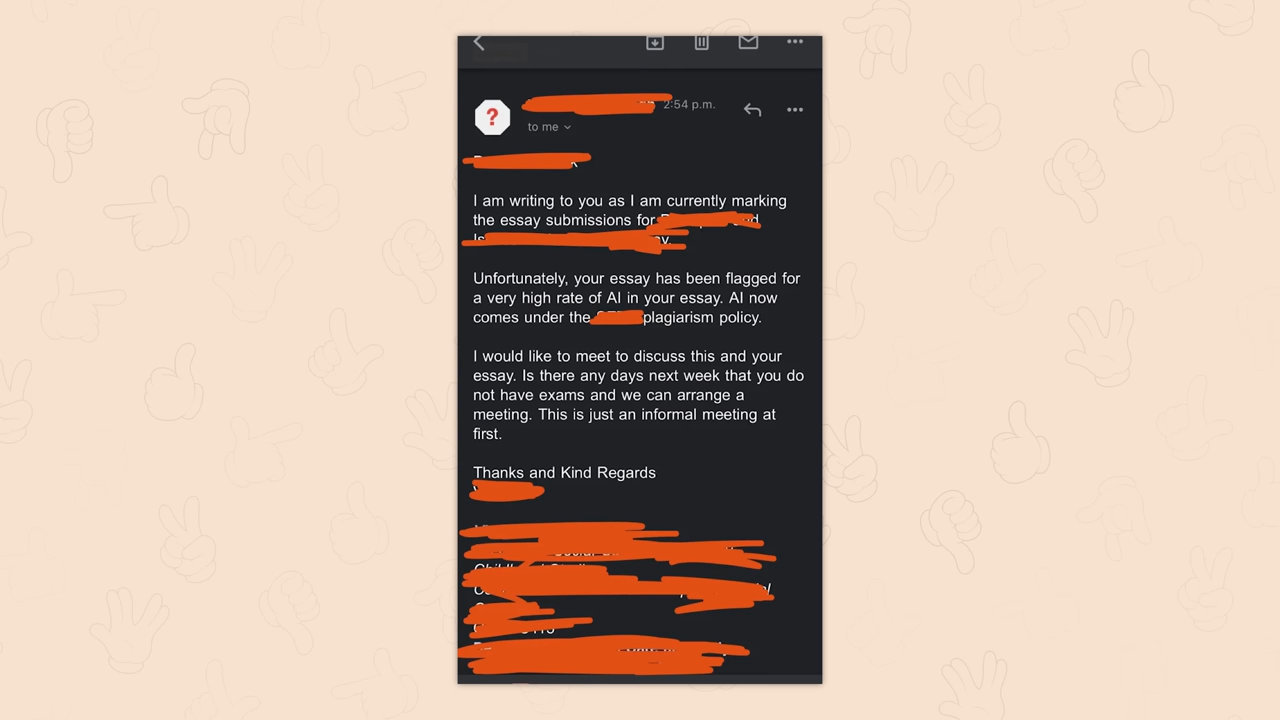 ?
2:54 p.m.
to me
I am writing to you as I am currently marking
the essay submissions for
Unfortunately, your essay has been flagged for
a very high rate of AI in your essay. AI now
comes under the plagiarism policy.
I would like to meet to discuss this and your
essay. Is there any days next week that you do
not have exams and we can arrange a
meeting. This is just an informal meeting at
first.
Thanks and Kind Regards